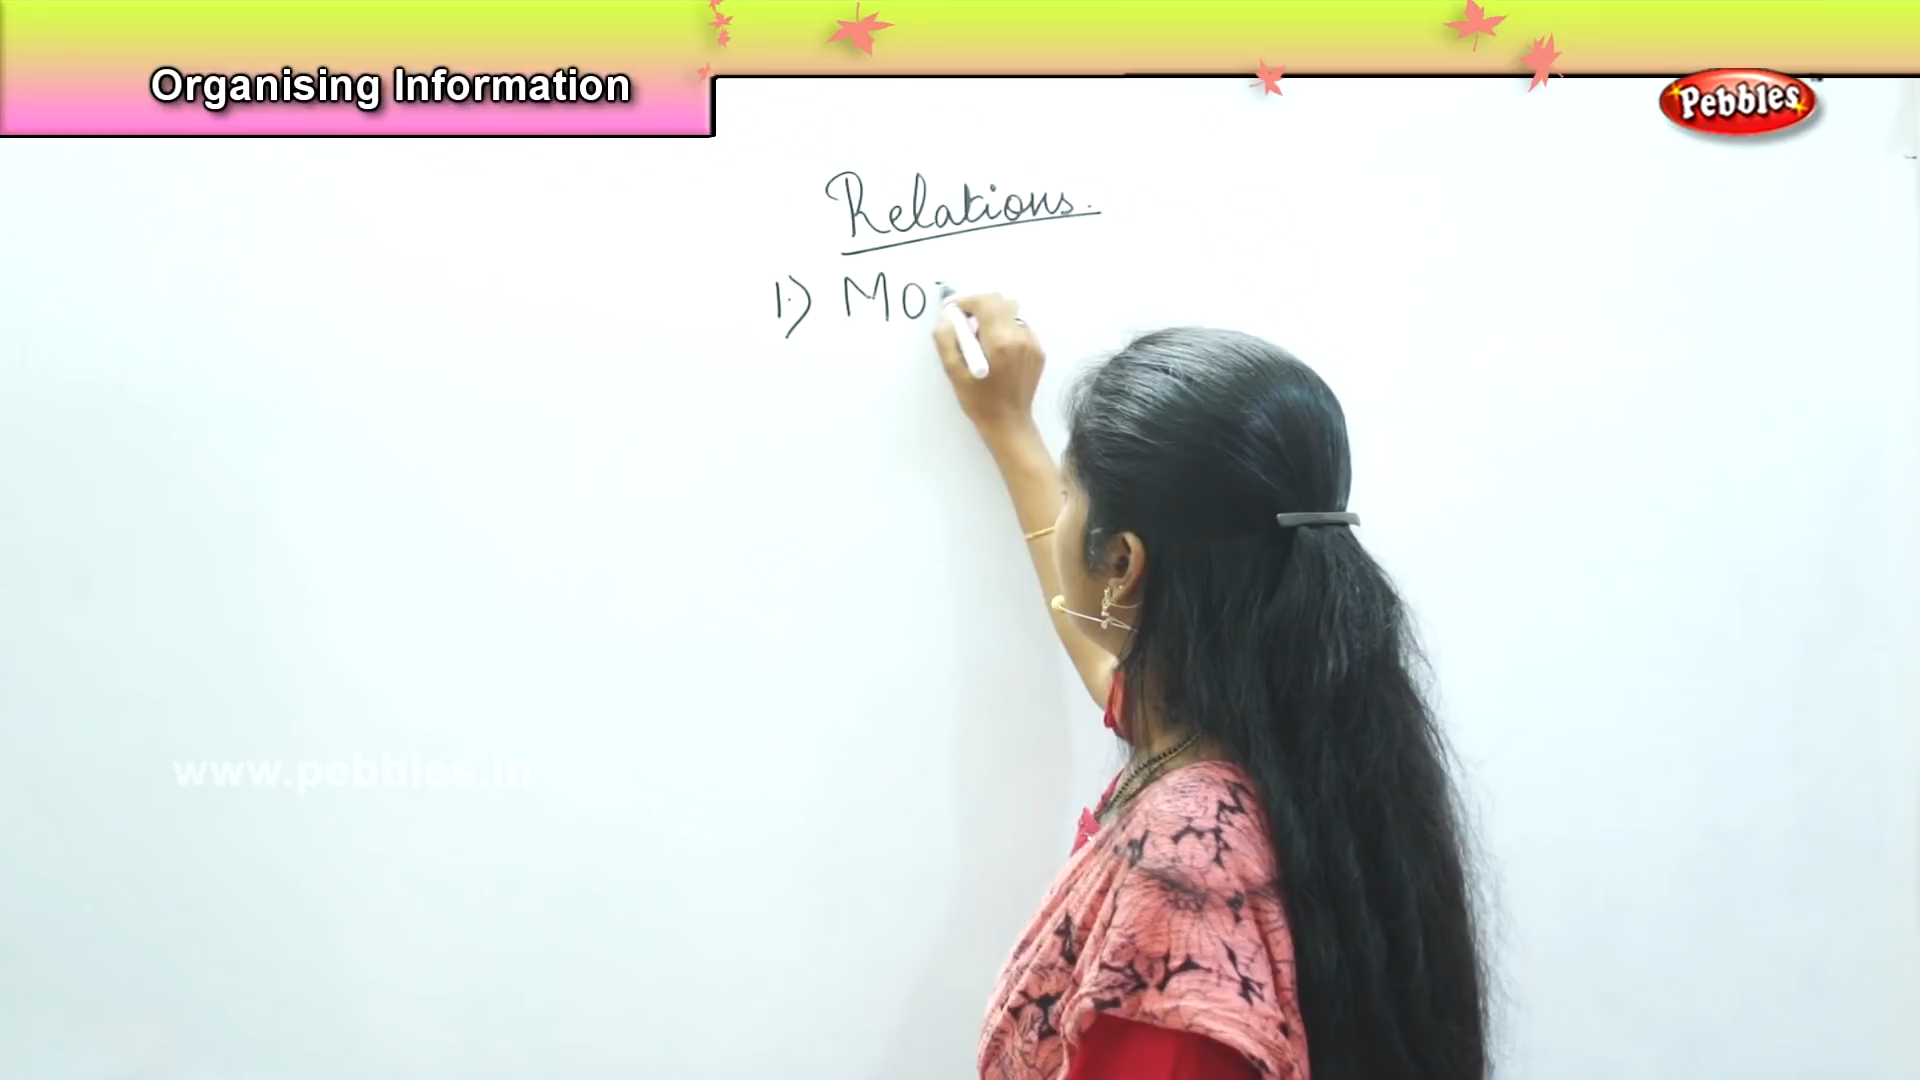 Organising Information
Pebbles
Relations.
1.) MO
www.pebbles.in